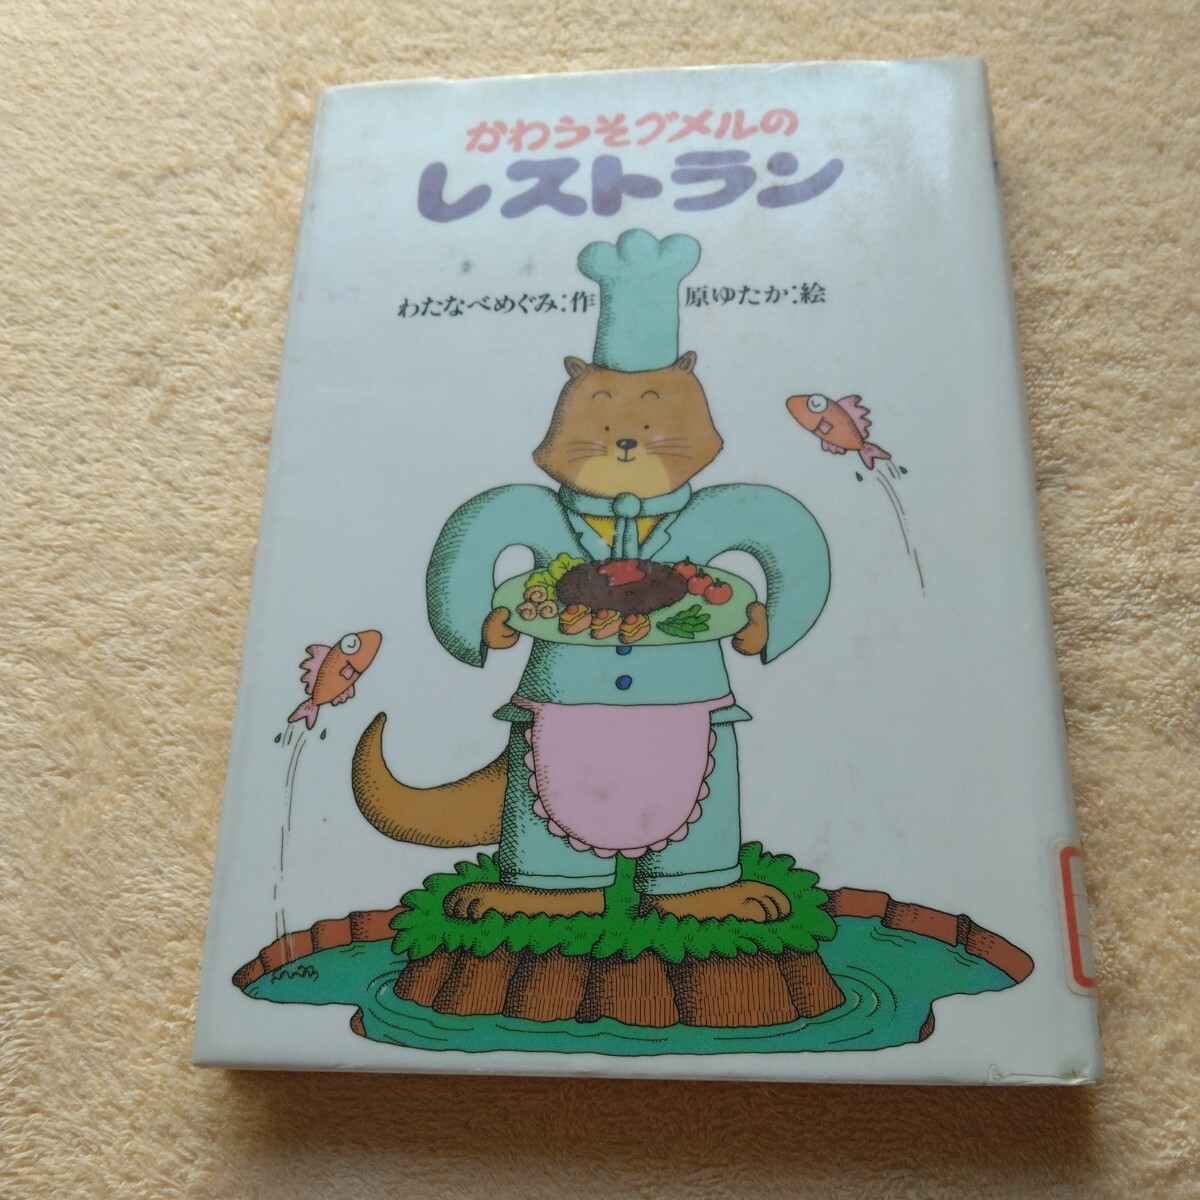 かわうそグメルの
レストラン
わたなべめぐみ:作
原ゆたか:絵